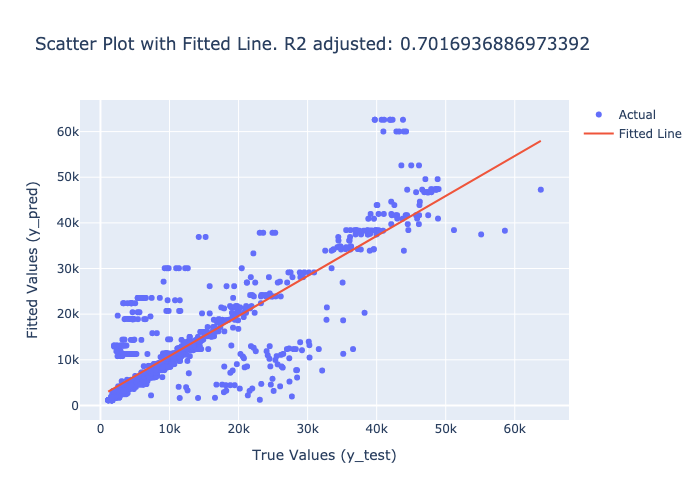 Scatter Plot with Fitted Line. R2 adjusted: 0.7016936886973392
Actual
Fitted Line
60k
50k
40k
30k
20k
10k
0
Fitted Values (y_pred)
0
10k
20k
30k
40k
50k
60k
True Values (y_test)